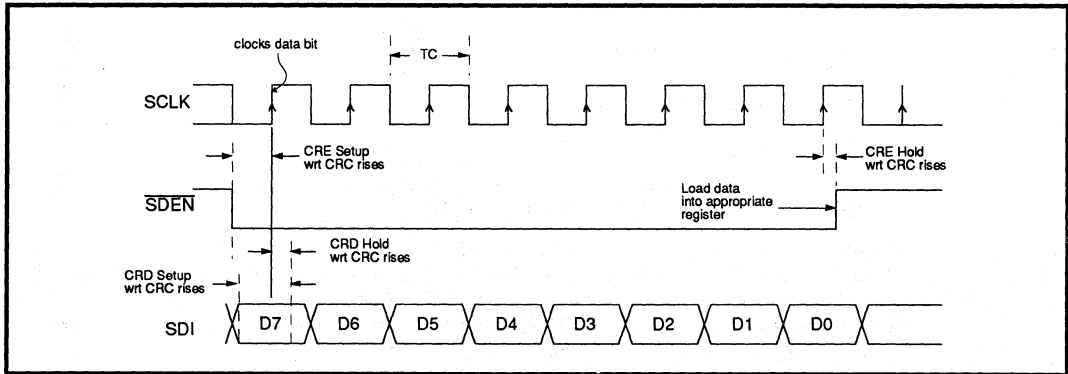 clocks data bit
TC
SCLK
CRE Setup
wrt CRC rises
CRE Hold
wrt CRC rises
SDEN
Load data
into appropriate
register
CRD Hold
wrt CRC rises
CRD Setup
wrt CRC rises
SDI
D7
D6
D5
D4
D3
D2
D1
D0